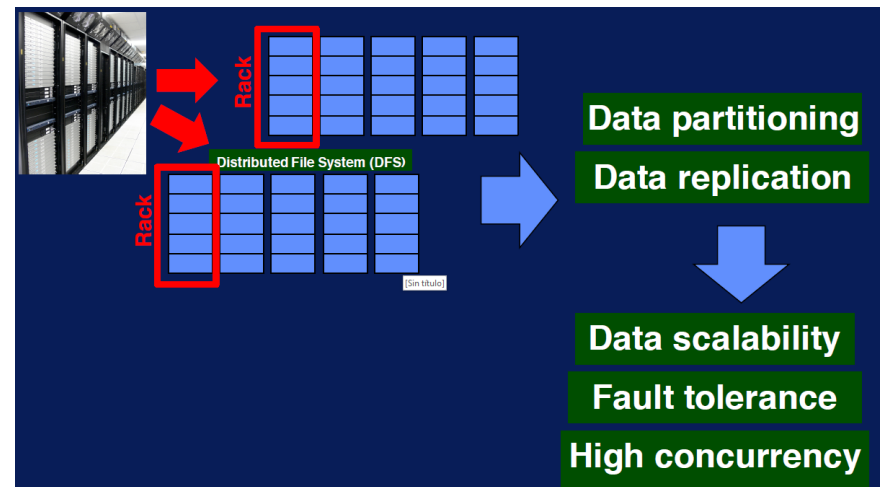 Rack
Distributed File System (DFS)
Rack
[Sin título]
Data partitioning
Data replication
Data scalability
Fault tolerance
High concurrency